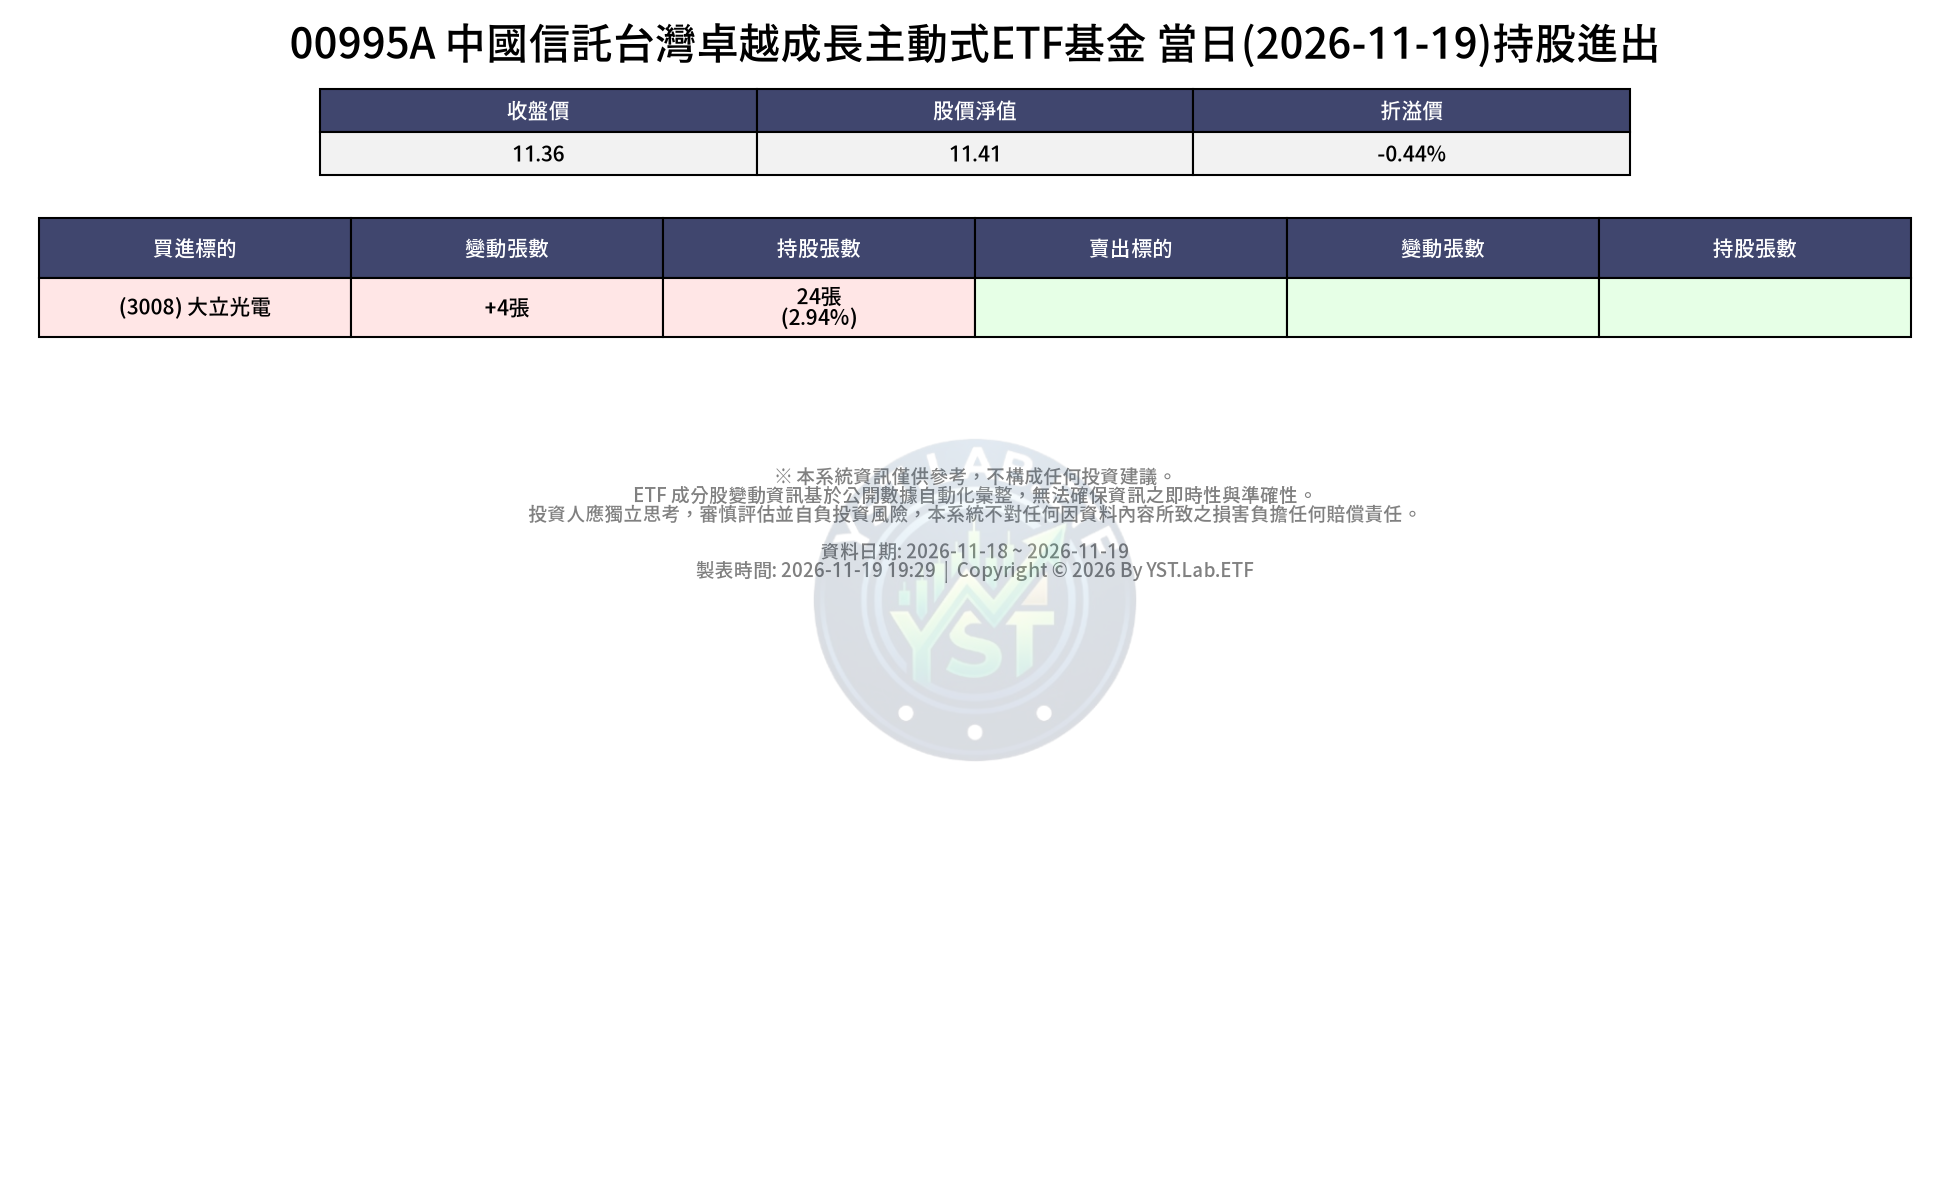 00995A 中國信託台灣卓越成長主動式ETF基金 當日(2026-11-19)持股進出
收盤價 股價淨值 折溢價
11.36 11.41 -0.44%
買進標的 變動張數 持股張數 賣出標的 變動張數 持股張數
(3008) 大立光電 +4張 24張
(2.94%)
※ 本系統資訊僅供參考，不構成任何投資建議。
ETF 成分股變動資訊基於公開數據自動化彙整，無法確保資訊之即時性與準確性。
投資人應獨立思考，審慎評估並自負投資風險，本系統不對任何因資料內容所致之損害負擔任何賠償責任。
資料日期: 2026-11-18 ~ 2026-11-19
製表時間: 2026-11-19 19:29 | Copyright © 2026 By YST.Lab.ETF
YST